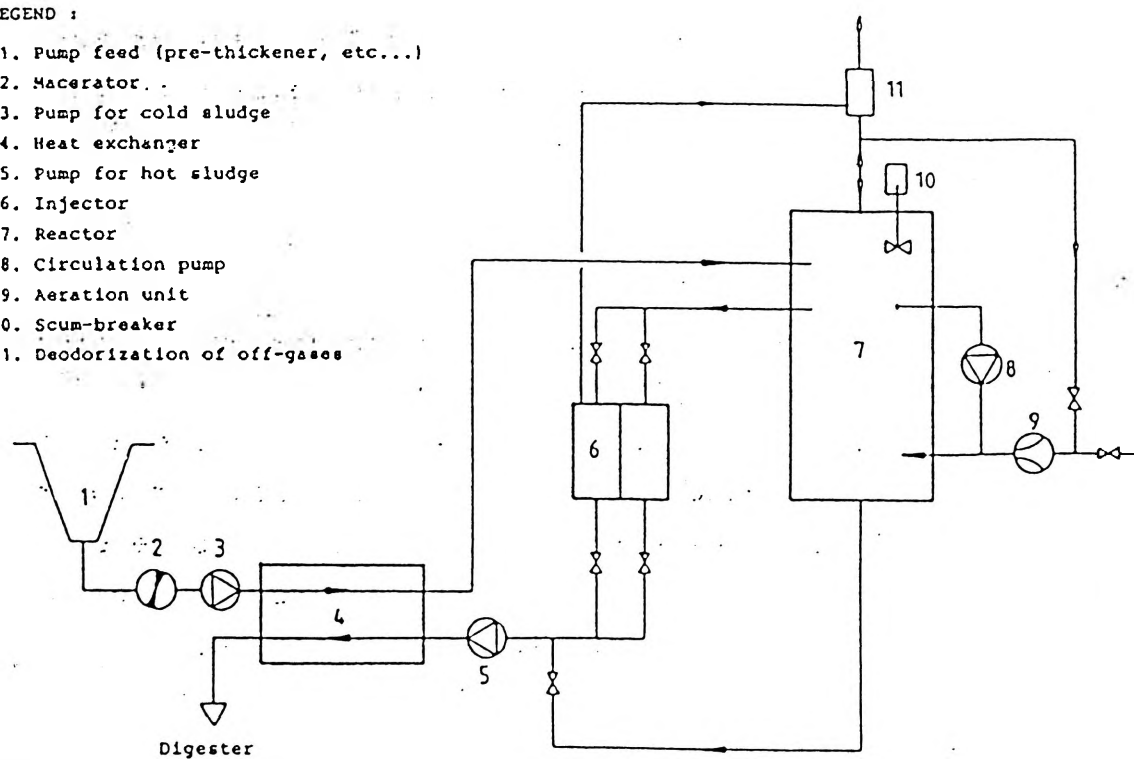 EGEND :
1. Pump feed (pre-thickener, etc...)
2. Macerator
3. Pump for cold sludge
4. Heat exchanger
5. Pump for hot sludge
6. Injector
7. Reactor
8. Circulation pump
9. Aeration unit
0. Scum-breaker
1. Deodorization of off-gases
11
10
7
8
9
6
1
2
3
4
5
Digester